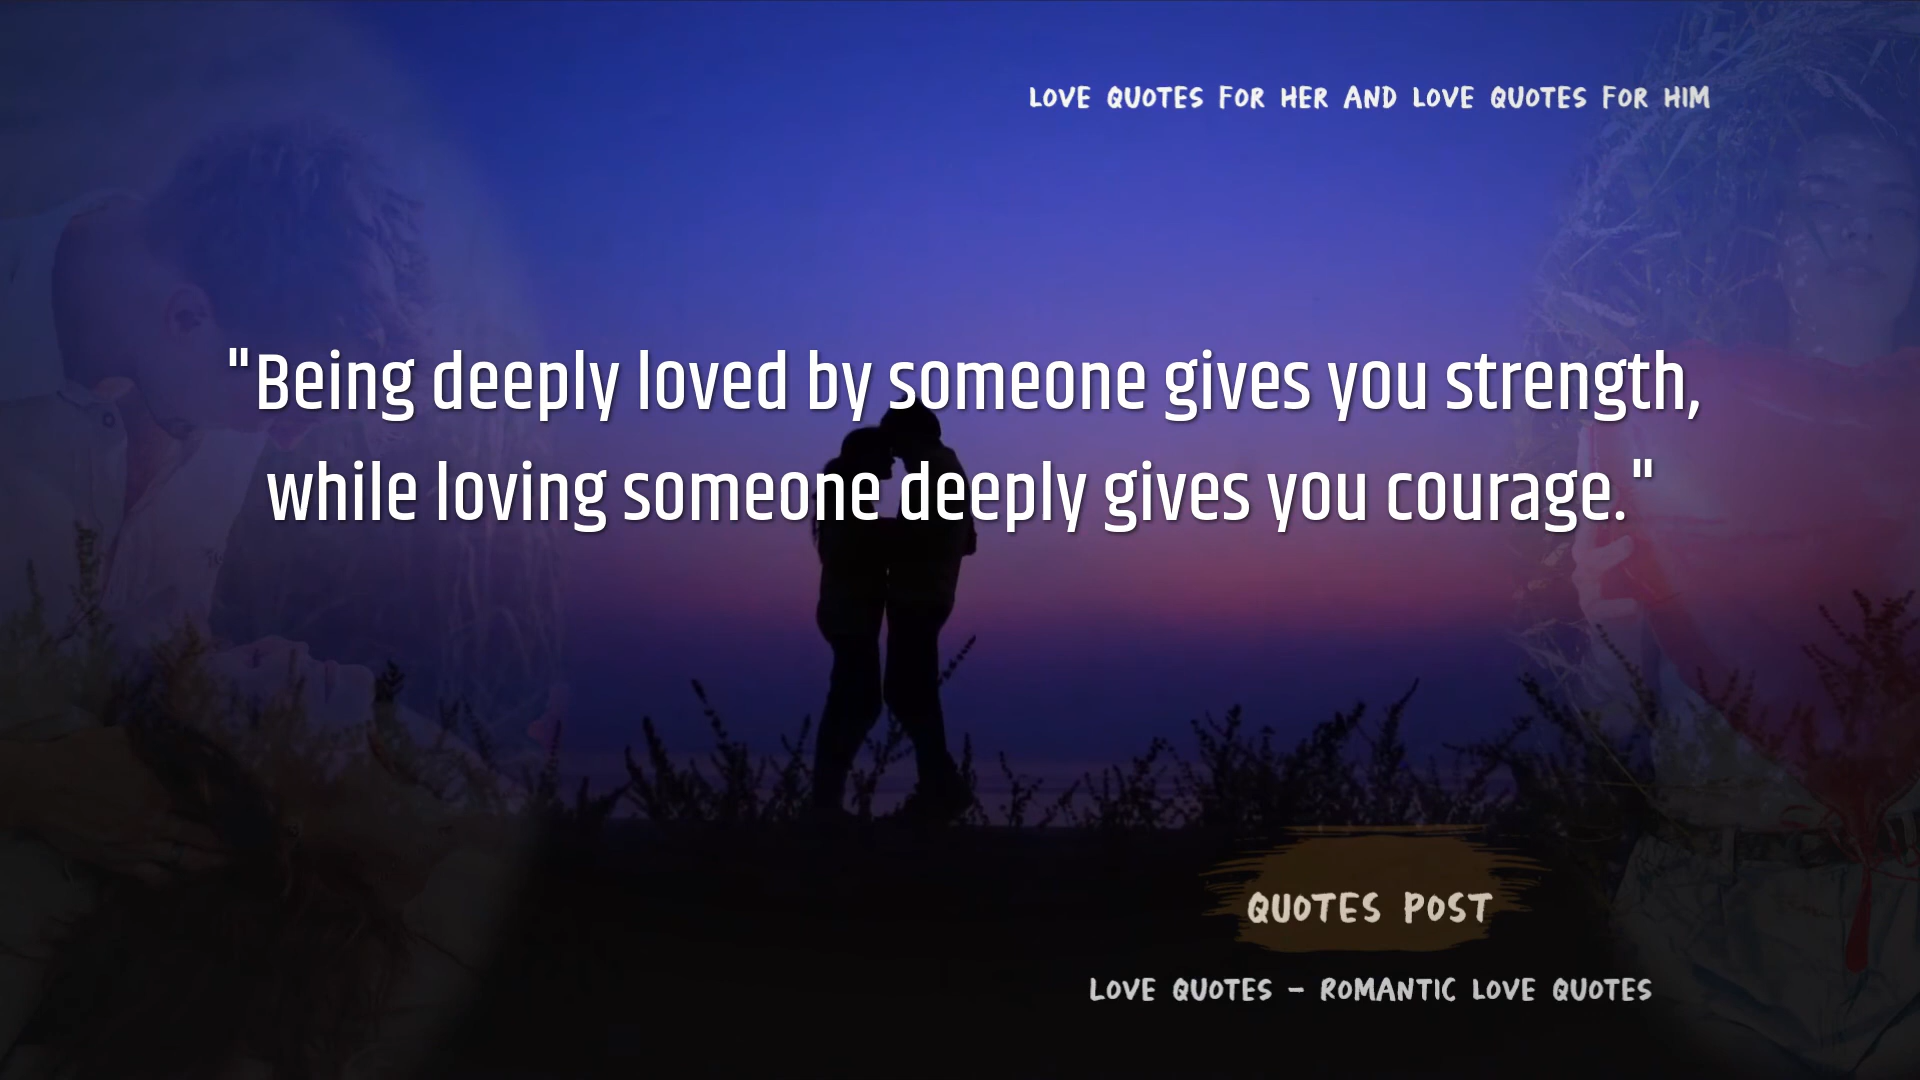 LOVE QUOTES FOR HER AND LOVE QUOTES FOR HIM
"Being deeply loved by someone gives you strength,
while loving someone deeply gives you courage."
QUOTES POST
LOVE QUOTES - ROMANTIC LOVE QUOTES